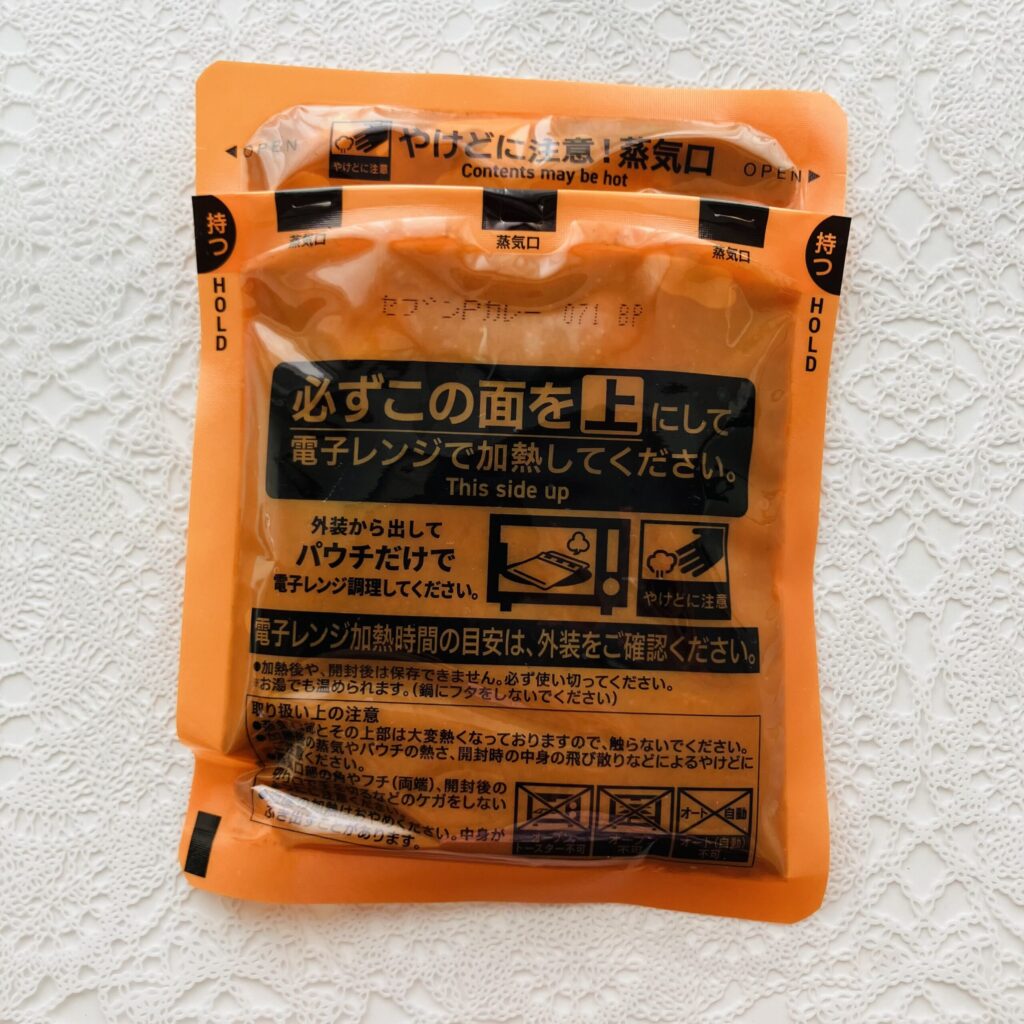 OPEN
やけどに注意
やけどに注意!蒸気口
Contents may be hot
OPEN
持つ
HOLD
蒸気口
蒸気口
蒸気口
持つ
HOLD
セブンPカレー 071 BP
必ずこの面を上にして
電子レンジで加熱してください。
This side up
外装から出して
パウチだけで
電子レンジ調理してください。
やけどに注意
電子レンジ加熱時間の目安は、外装をご確認ください。
●加熱後や、開封後は保存できません。必ず使い切ってください。
お湯でも温められます。(鍋にフタをしないでください)
取り扱い上の注意
とその上部は大変熱くなっておりますので、触らないでください。
の蒸気やパウチの熱さ、開封時の中身の飛び散りなどによるやけどに
ください。
の角やフチ(両端)、開封後の
などのケガをしない
ください。中身が
ことがあります。
トースター不可
不可
オート 自動
オート(自動)
不可